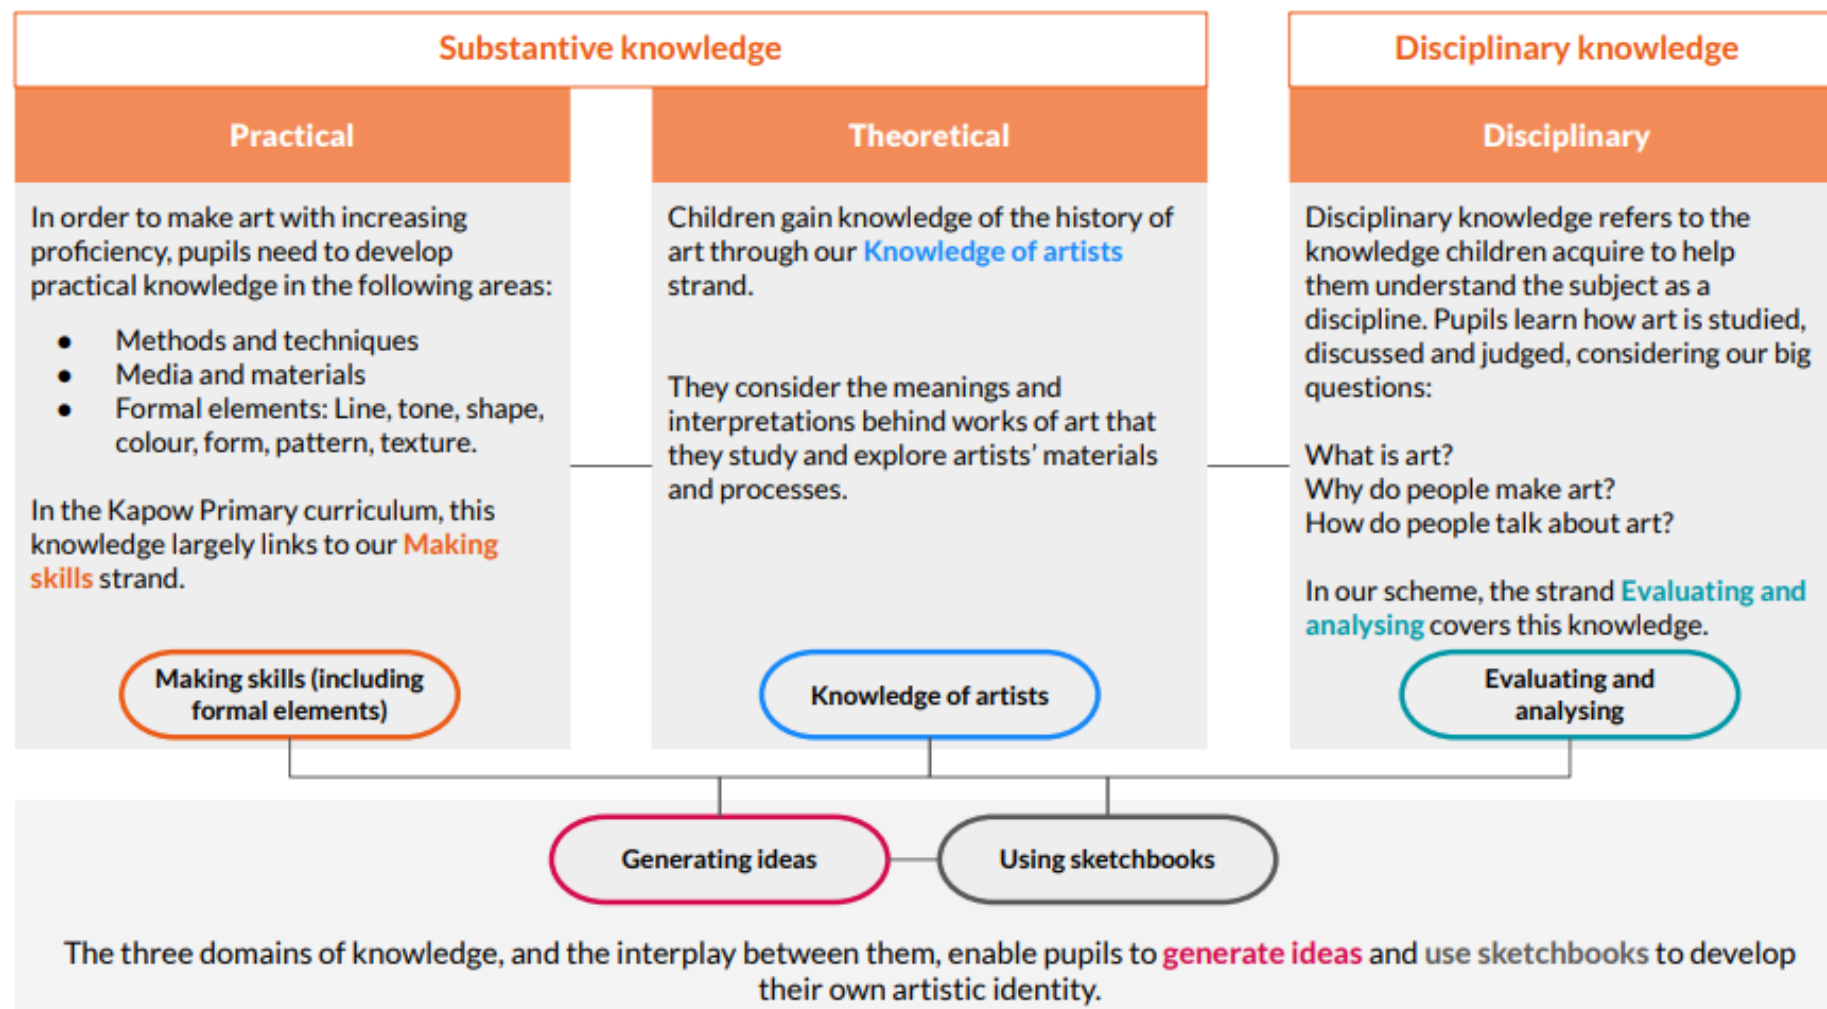 Substantive knowledge
Disciplinary knowledge
Practical
In order to make art with increasing
proficiency, pupils need to develop
practical knowledge in the following areas:
● Methods and techniques
● Media and materials
● Formal elements: Line, tone, shape,
colour, form, pattern, texture.
In the Kapow Primary curriculum, this
knowledge largely links to our Making
skills strand.
Making skills (including
formal elements)
Theoretical
Children gain knowledge of the history of
art through our Knowledge of artists
strand.
They consider the meanings and
interpretations behind works of art that
they study and explore artists’ materials
and processes.
Knowledge of artists
Disciplinary
Disciplinary knowledge refers to the
knowledge children acquire to help
them understand the subject as a
discipline. Pupils learn how art is studied,
discussed and judged, considering our big
questions:
What is art?
Why do people make art?
How do people talk about art?
In our scheme, the strand Evaluating and
analysing covers this knowledge.
Evaluating and
analysing
Generating ideas
Using sketchbooks
The three domains of knowledge, and the interplay between them, enable pupils to generate ideas and use sketchbooks to develop
their own artistic identity.